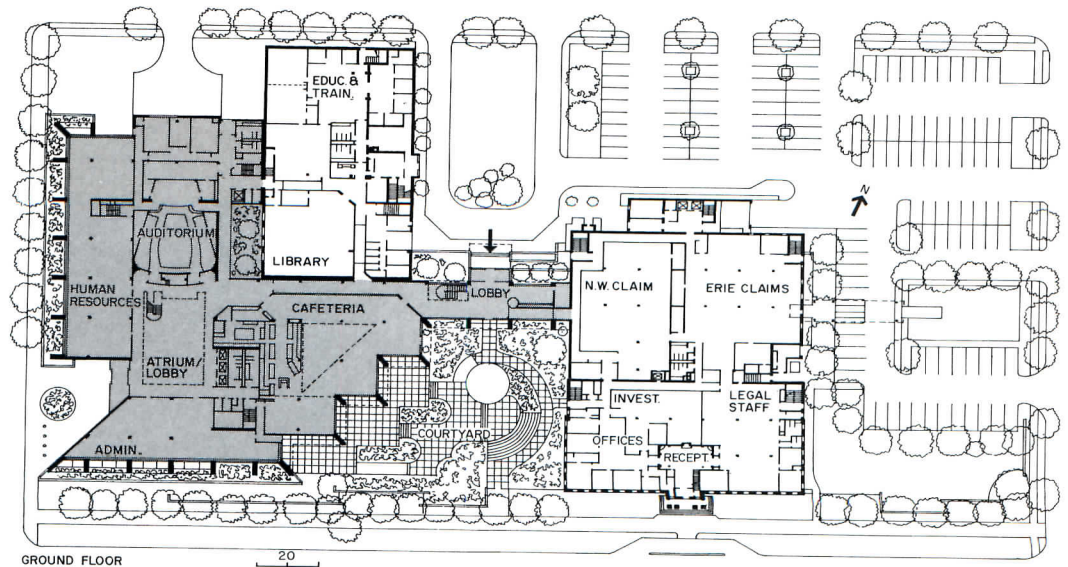 EDUC. &
TRAIN.
N
AUDITORIUM
LIBRARY
HUMAN
RESOURCES
CAFETERIA
LOBBY
N.W. CLAIM
ERIE CLAIMS
ATRIUM/
LOBBY
INVEST.
LEGAL
STAFF
COURTYARD
OFFICES
RECEPT.
ADMIN.
GROUND FLOOR
20